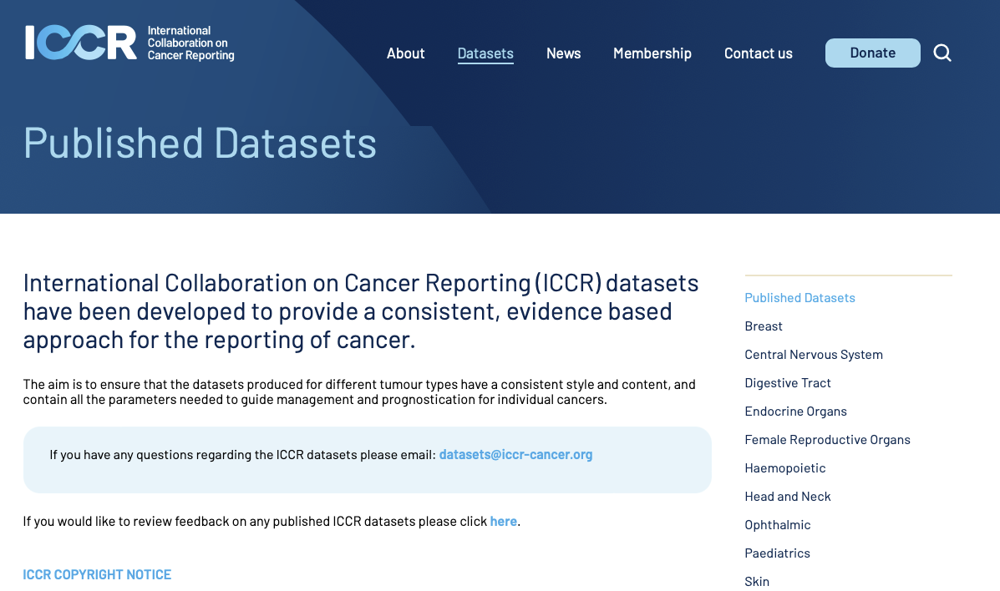 ICCR
International
Collaboration on
Cancer Reporting
About
Datasets
News
Membership
Contact us
Donate
Published Datasets
International Collaboration on Cancer Reporting (ICCR) datasets
have been developed to provide a consistent, evidence based
approach for the reporting of cancer.
The aim is to ensure that the datasets produced for different tumour types have a consistent style and content, and
contain all the parameters needed to guide management and prognostication for individual cancers.
If you have any questions regarding the ICCR datasets please email: datasets@iccr-cancer.org
If you would like to review feedback on any published ICCR datasets please click here.
ICCR COPYRIGHT NOTICE
Published Datasets
Breast
Central Nervous System
Digestive Tract
Endocrine Organs
Female Reproductive Organs
Haemopoietic
Head and Neck
Ophthalmic
Paediatrics
Skin